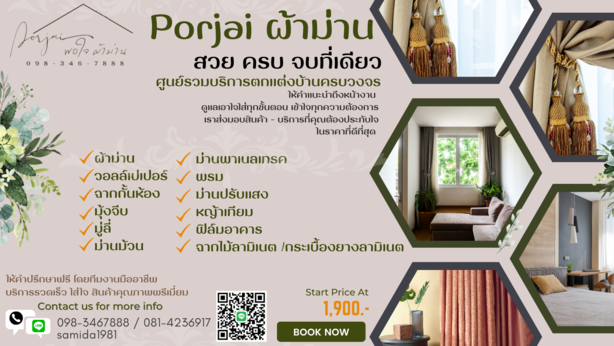 Porjai
พอใจ ผ้าม่าน
098-346-7888
Porjai ผ้าม่าน
สวย ครบ จบที่เดียว
ศูนย์รวมบริการตกแต่งบ้านครบวงจร
ให้คำแนะนำถึงหน้างาน
ดูแลเอาใจใส่ทุกขั้นตอน เข้าใจทุกความต้องการ
เราส่งมอบสินค้า - บริการที่คุณต้องประทับใจ
ในราคาที่ดีที่สุด
ผ้าม่าน
วอลล์เปเปอร์
ฉากกั้นห้อง
มุ้งจีบ
มู่ลี่
ม่านม้วน
ม่านพาเนลแทรค
พรม
ม่านปรับแสง
หญ้าเทียม
ฟิล์มอาคาร
ฉากไม้ลามิเนต /กระเบื้องยางลามิเนต
ให้คำปรึกษาฟรี โดยทีมงานมืออาชีพ
บริการรวดเร็ว ใส่ใจ สินค้าคุณภาพพรีเมี่ยม
Contact us for more info
098-3467888 / 081-4236917
samida1981
Start Price At
1,900.-
BOOK NOW